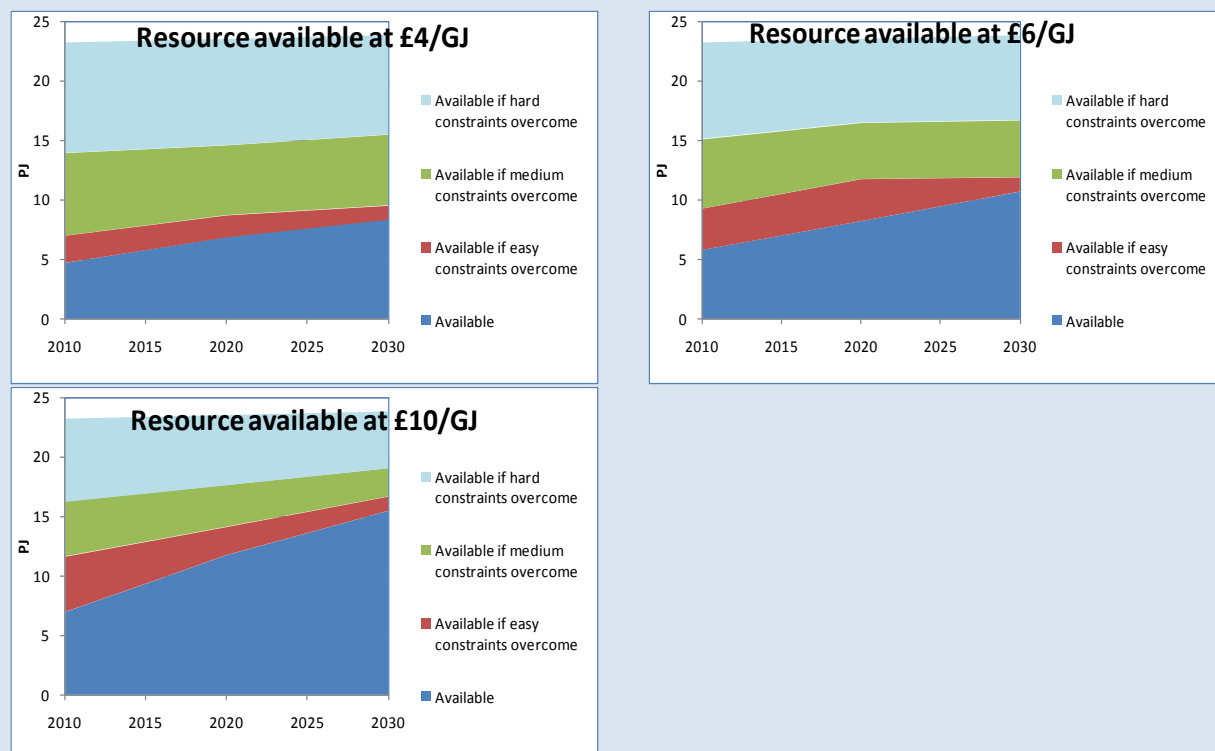 Resource available at £4/GJ
25
20
15
10
5
0
PJ
2010 2015 2020 2025 2030
Available if hard
constraints overcome
Available if medium
constraints overcome
Available if easy
constraints overcome
Available
Resource available at £6/GJ
25
20
15
10
5
0
PJ
2010 2015 2020 2025 2030
Available if hard
constraints overcome
Available if medium
constraints overcome
Available if easy
constraints overcome
Available
Resource available at £10/GJ
25
20
15
10
5
0
PJ
2010 2015 2020 2025 2030
Available if hard
constraints overcome
Available if medium
constraints overcome
Available if easy
constraints overcome
Available